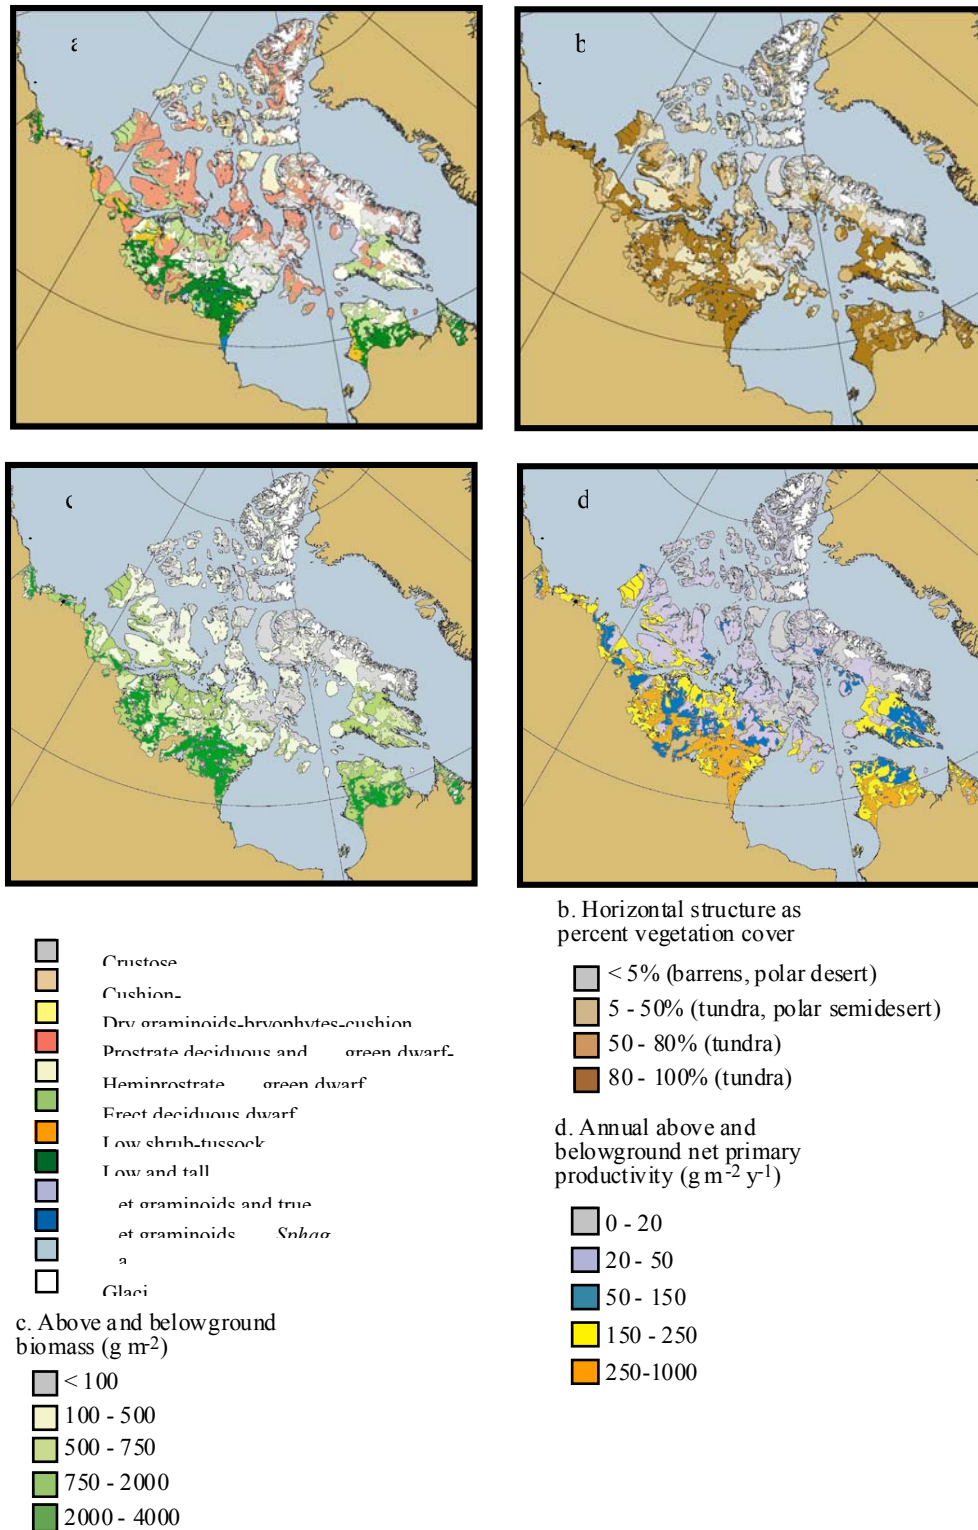 a
b
c
d
Crustose
Cushion-
Dry graminoids-bryophytes-cushion
Prostrate deciduous and green dwarf-
Hemiprostrate green dwarf
Erect deciduous dwarf
Low shrub-tussock
Low and tall
et graminoids and true
et graminoids Sphag
a
Glaci
c. Above and belowground
biomass (g m-2)
< 100
100 - 500
500 - 750
750 - 2000
2000 - 4000
b. Horizontal structure as
percent vegetation cover
< 5% (barrens, polar desert)
5 - 50% (tundra, polar semidesert)
50 - 80% (tundra)
80 - 100% (tundra)
d. Annual above and
belowground net primary
productivity (g m-2 y-1)
0 - 20
20 - 50
50 - 150
150 - 250
250-1000